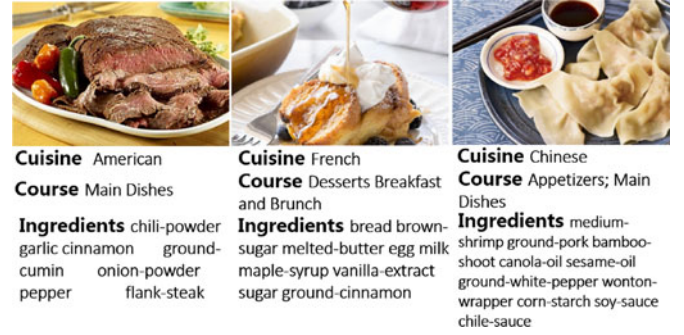 Cuisine American
Course Main Dishes
Ingredients chili-powder
garlic cinnamon ground-
cumin onion-powder
pepper flank-steak
Cuisine French
Course Desserts Breakfast
and Brunch
Ingredients bread brown-
sugar melted-butter egg milk
maple-syrup vanilla-extract
sugar ground-cinnamon
Cuisine Chinese
Course Appetizers; Main
Dishes
Ingredients medium-
shrimp ground-pork bamboo-
shoot canola-oil sesame-oil
ground-white-pepper wonton-
wrapper corn-starch soy-sauce
chile-sauce